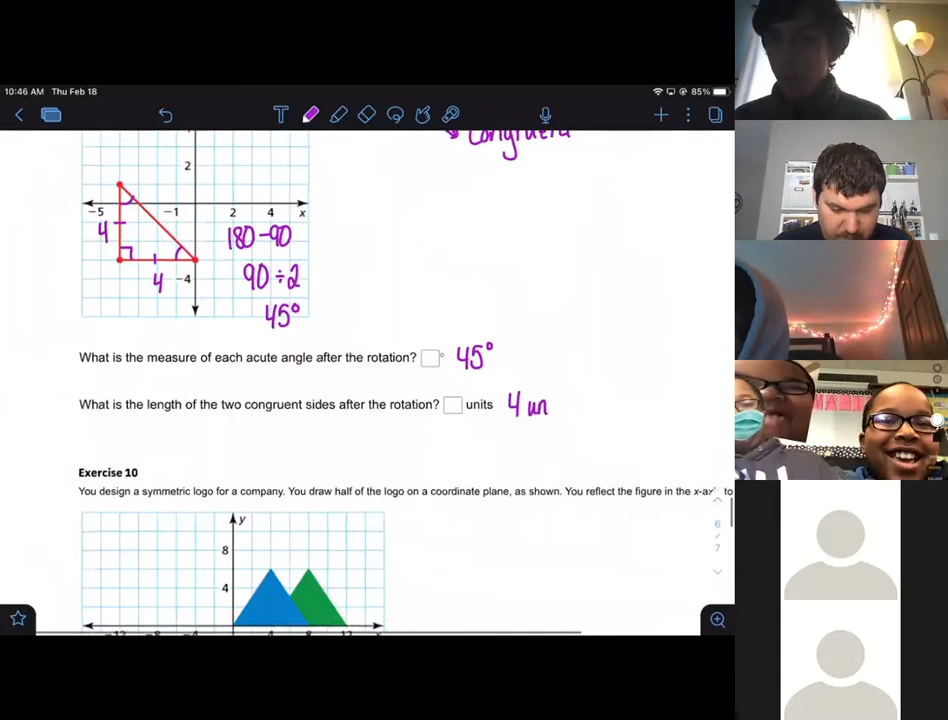 10:46 AM Thu Feb 18
85%
T
2
-5 -1 2 4 x
4
180-90
4 -4 90÷2
45°
What is the measure of each acute angle after the rotation? ° 45°
What is the length of the two congruent sides after the rotation? units 4 un
Exercise 10
You design a symmetric logo for a company. You draw half of the logo on a coordinate plane, as shown. You reflect the figure in the to
6
/
7
y
8
4